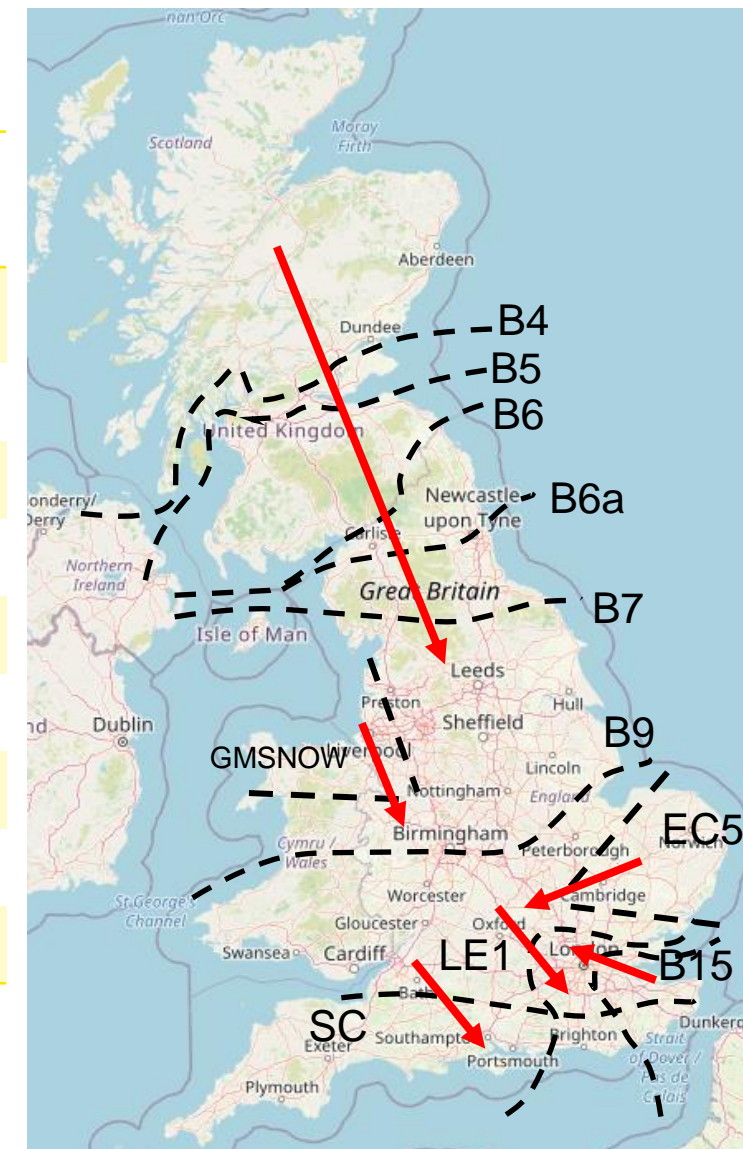 nan Orc
Moray
Firth
Scotland
Aberdeen
Dundee
B4
B5
B6
United Kingdom
onderry/
Derry
Newcastle
upon Tyne
B6a
Carlisle
Northern
Ireland
Great Britain
B7
Isle of Man
Leeds
Preston
Hull
nd
Dublin
Sheffield
B9
GMSNOW
Liverpool
Lincoln
Nottingham
England
EC5
Norwich
Birmingham
Cymru /
Wales
Peterborough
St George's
Channel
Worcester
Cambridge
Gloucester
Oxford
Swansea
Cardiff
LE1
London
B15
Bath
SC
Southampt
Brighton
Dunkerq
Exeter
Portsmouth
Strait
of Dover /
Pas de
Calais
Plymouth